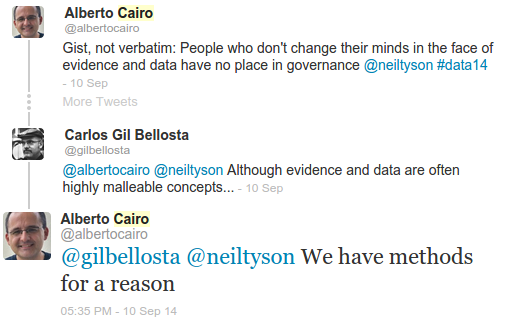 Alberto Cairo
@albertocairo
Gist, not verbatim: People who don't change their minds in the face of
evidence and data have no place in governance @neiltyson #data14
- 10 Sep
More Tweets
Carlos Gil Bellosta
@gilbellosta
@albertocairo @neiltyson Although evidence and data are often
highly malleable concepts... - 10 Sep
Alberto Cairo
@albertocairo
@gilbellosta @neiltyson We have methods
for a reason
05:35 PM - 10 Sep 14